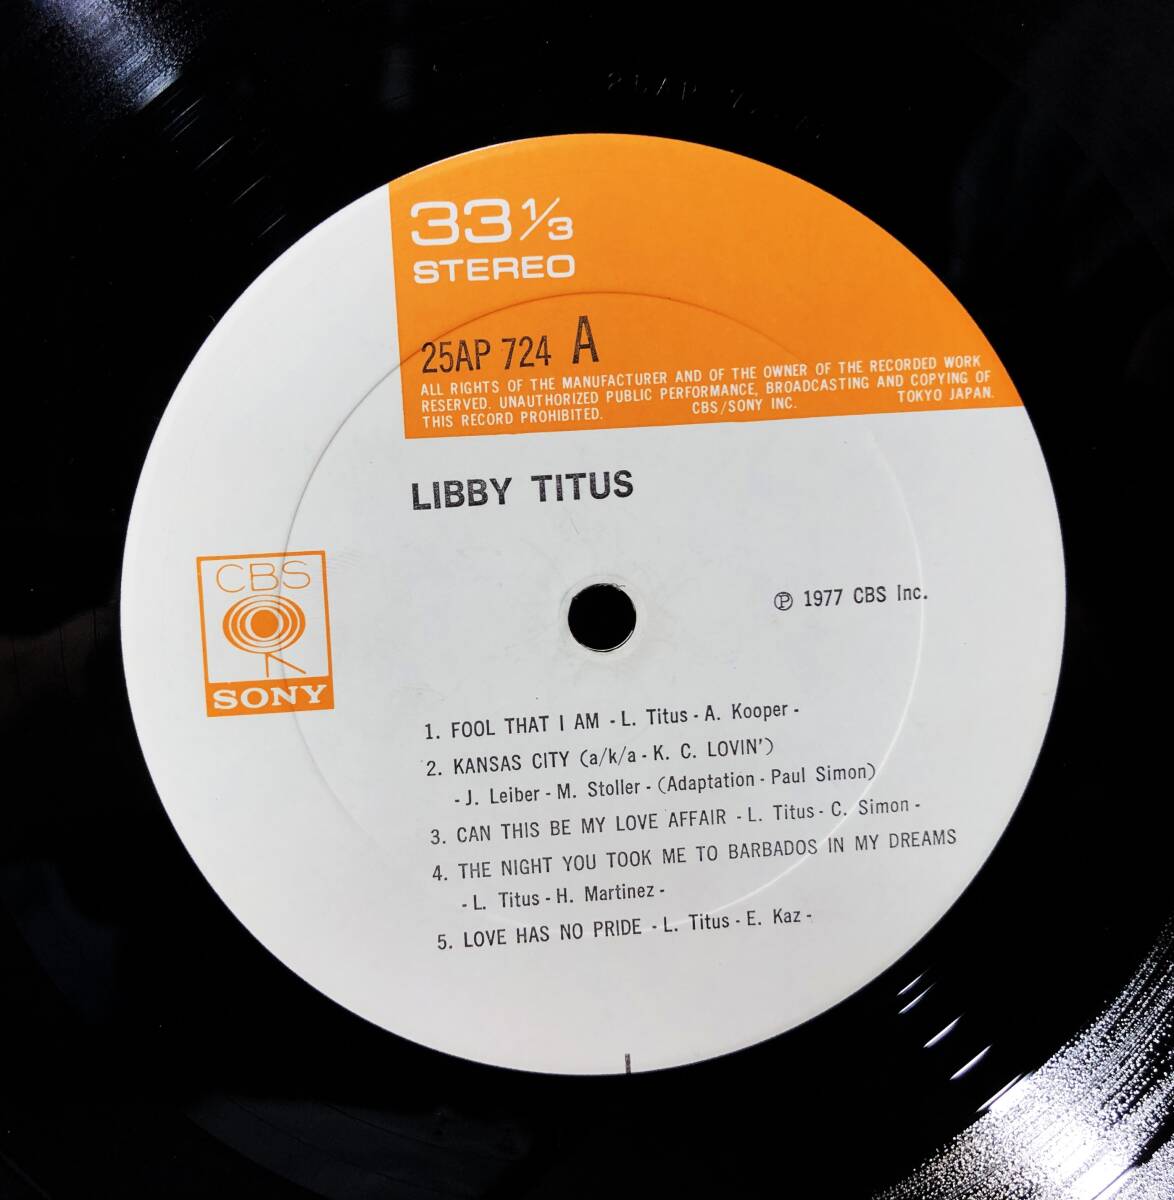 33 1/3
STEREO
25AP 724 A
ALL RIGHTS OF THE MANUFACTURER AND OF THE OWNER OF THE RECORDED WORK
RESERVED. UNAUTHORIZED PUBLIC PERFORMANCE, BROADCASTING AND COPYING OF
THIS RECORD PROHIBITED. CBS/SONY INC. TOKYO JAPAN.
LIBBY TITUS
CBS
SONY
℗ 1977 CBS Inc.
1. FOOL THAT I AM - L. Titus - A. Kooper -
2. KANSAS CITY (a/k/a - K. C. LOVIN')
- J. Leiber - M. Stoller - (Adaptation - Paul Simon)
3. CAN THIS BE MY LOVE AFFAIR - L. Titus - C. Simon -
4. THE NIGHT YOU TOOK ME TO BARBADOS IN MY DREAMS
- L. Titus - H. Martinez -
5. LOVE HAS NO PRIDE - L. Titus - E. Kaz -